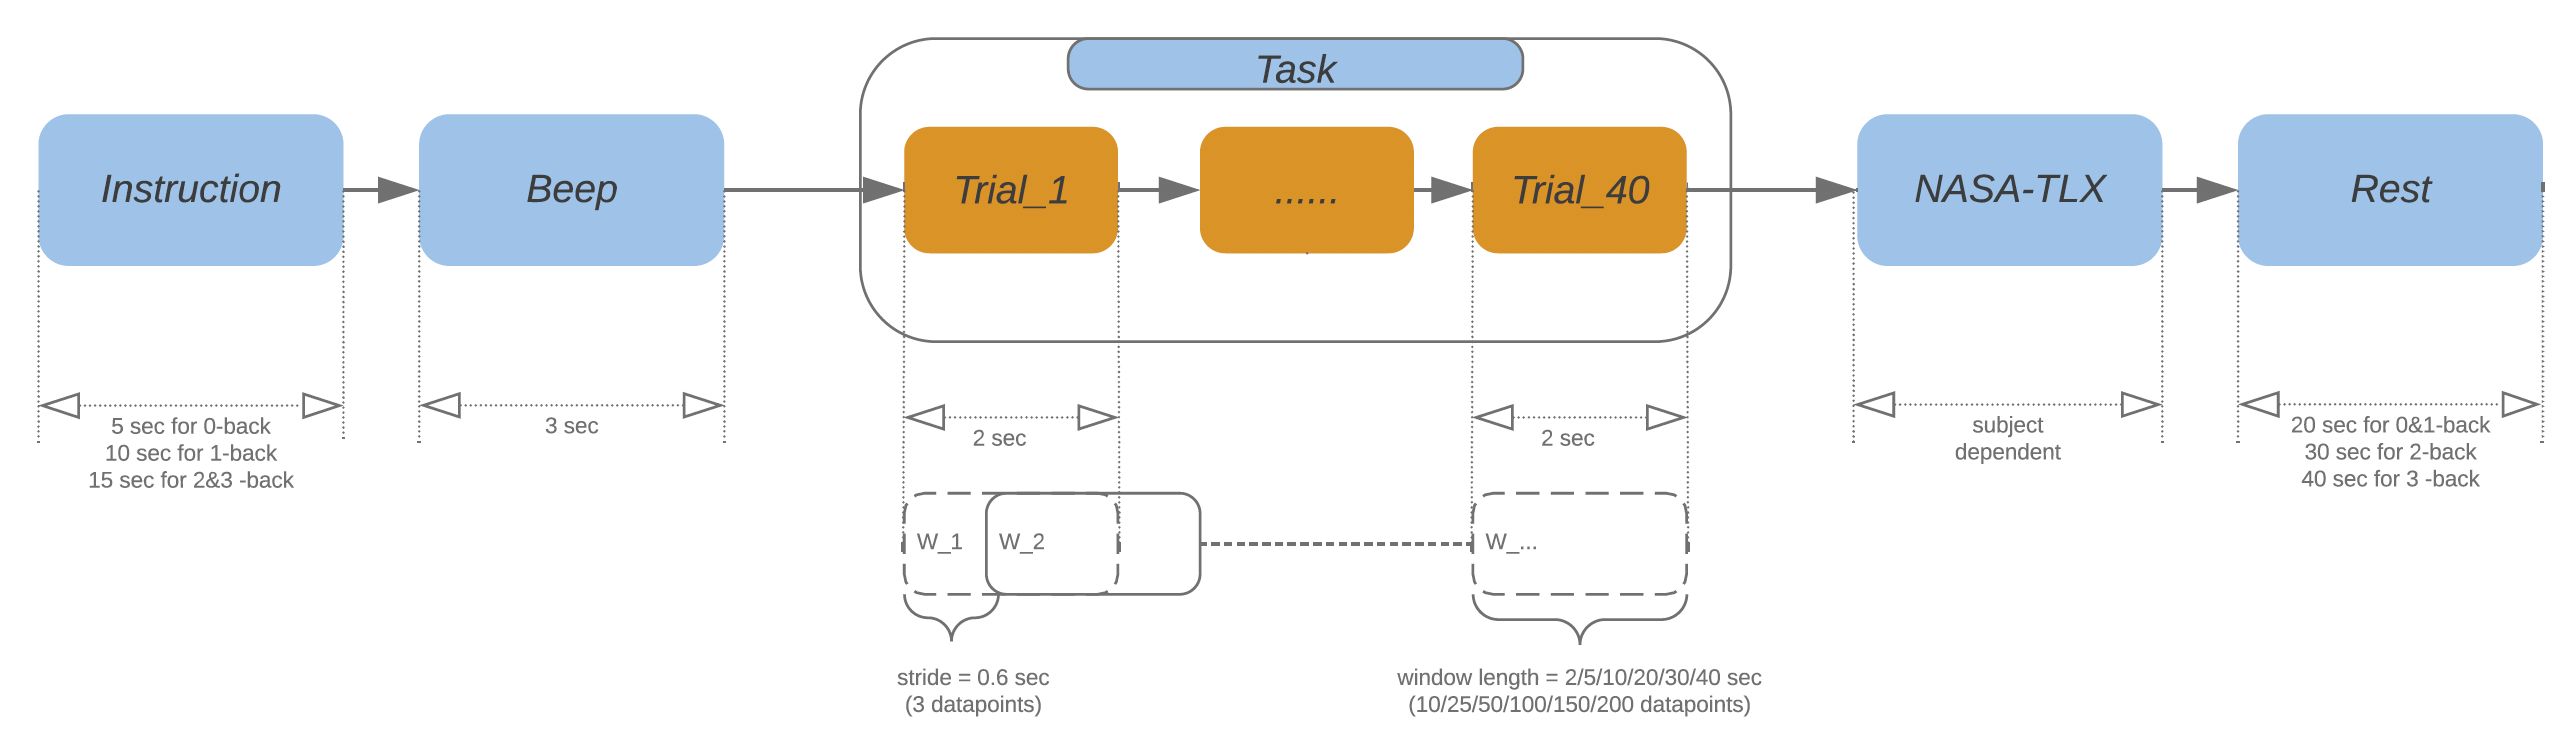 Task
Instruction
Beep
Trial_1
......
Trial_40
NASA-TLX
Rest
5 sec for 0-back
10 sec for 1-back
15 sec for 2&3 -back
3 sec
2 sec
2 sec
subject
dependent
20 sec for 0&1-back
30 sec for 2-back
40 sec for 3 -back
W_1
W_2
W_...
stride = 0.6 sec
(3 datapoints)
window length = 2/5/10/20/30/40 sec
(10/25/50/100/150/200 datapoints)